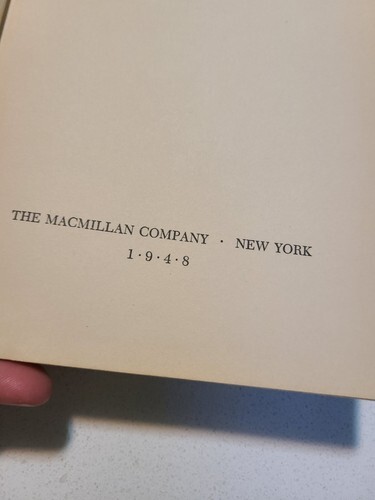 THE MACMILLAN COMPANY · NEW YORK
1·9·4·8